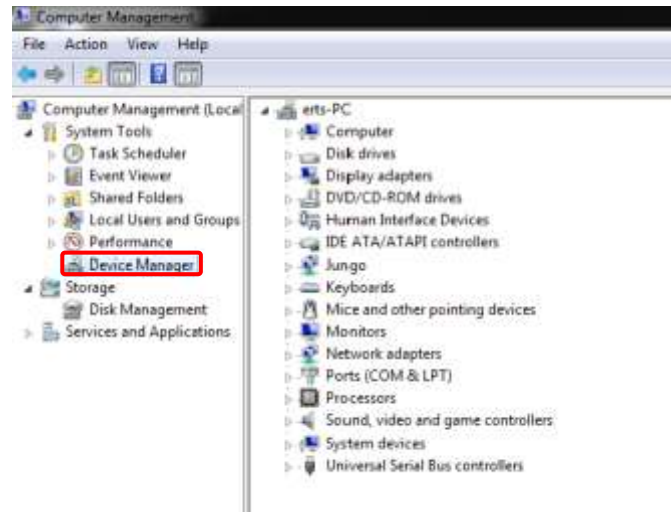 Computer Management
File Action View Help
Computer Management (Local
System Tools
Task Scheduler
Event Viewer
Shared Folders
Local Users and Groups
Performance
Device Manager
Storage
Disk Management
Services and Applications
erts-PC
Computer
Disk drives
Display adapters
DVD/CD-ROM drives
Human Interface Devices
IDE ATA/ATAPI controllers
Jungo
Keyboards
Mice and other pointing devices
Monitors
Network adapters
Ports (COM & LPT)
Processors
Sound, video and game controllers
System devices
Universal Serial Bus controllers